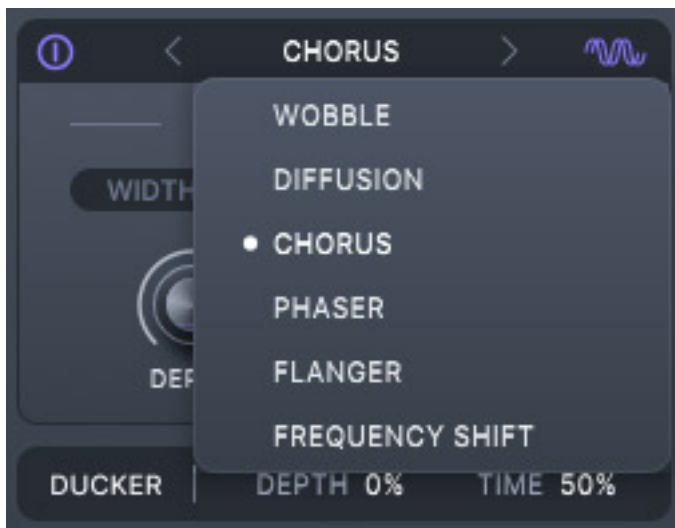 CHORUS
WOBBLE
DIFFUSION
WIDTH
CHORUS
PHASER
FLANGER
FREQUENCY SHIFT
DUCKER DEPTH 0% TIME 50%